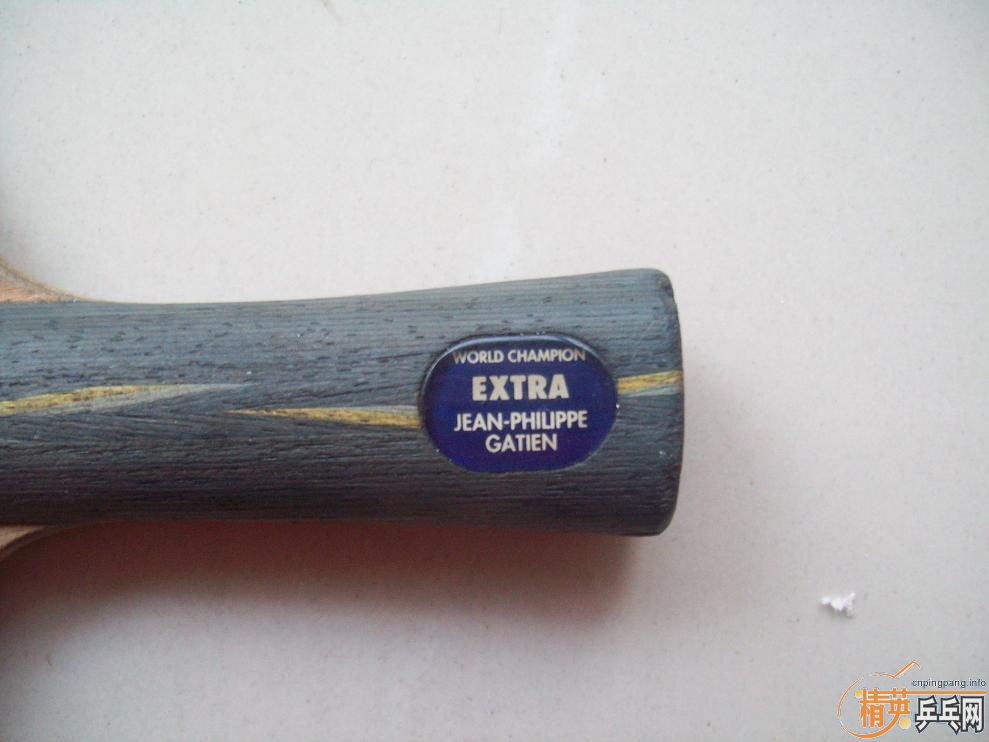 WORLD CHAMPION
EXTRA
JEAN-PHILIPPE
GATIEN
cnpingpang.info
精英乒乓网